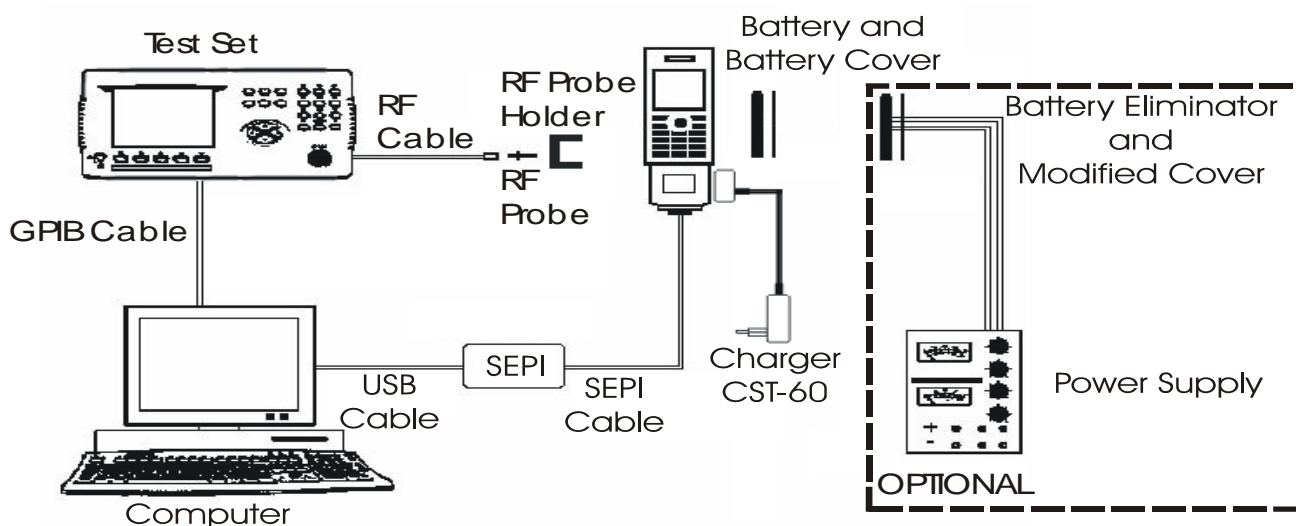 Test Set
RF
Cable
RF Probe
Holder
RF
Probe
Battery and
Battery Cover
Battery Eliminator
and
Modified Cover
GPIB Cable
USB
Cable
SEPI
SEPI
Cable
Charger
CST-60
Power Supply
+
-
OPTIONAL
Computer